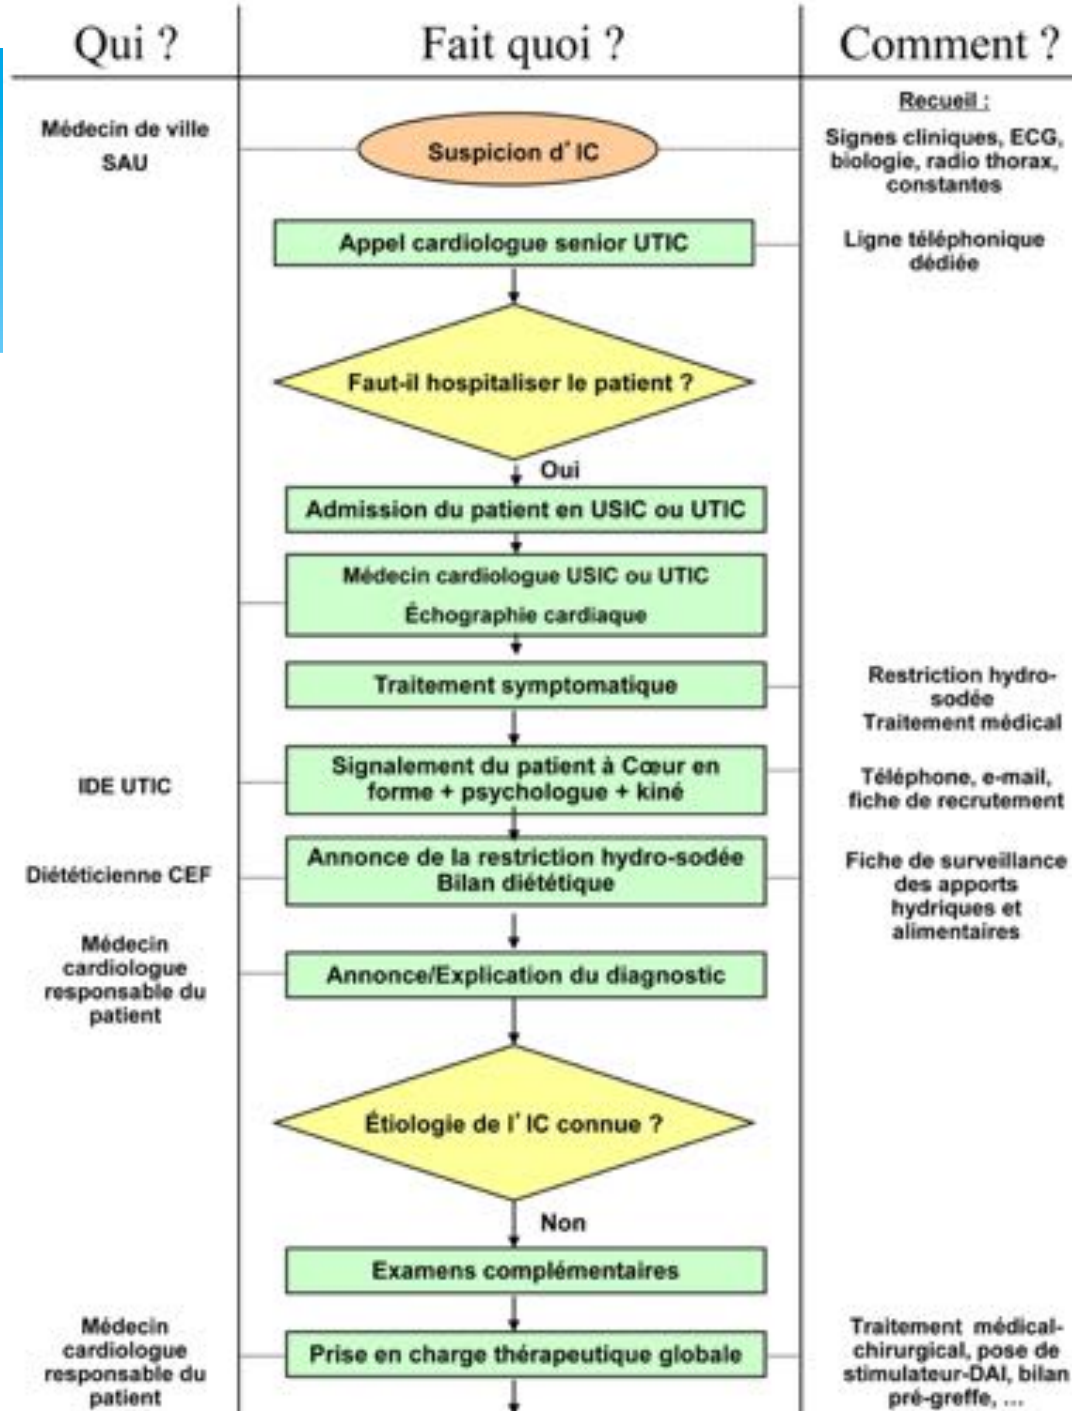 Qui ?
Fait quoi ?
Comment ?
Médecin de ville
SAU
Suspicion d' IC
Recueil :
Signes cliniques, ECG,
biologie, radio thorax,
constantes
Appel cardiologue senior UTIC
Ligne téléphonique
dédiée
Faut-il hospitaliser le patient ?
Oui
Admission du patient en USIC ou UTIC
Médecin cardiologue USIC ou UTIC
Échographie cardiaque
Traitement symptomatique
Restriction hydro-
sodée
Traitement médical
IDE UTIC
Signalement du patient à Cœur en
forme + psychologue + kiné
Téléphone, e-mail,
fiche de recrutement
Diététicienne CEF
Annonce de la restriction hydro-sodée
Bilan diététique
Fiche de surveillance
des apports
hydriques et
alimentaires
Médecin
cardiologue
responsable du
patient
Annonce/Explication du diagnostic
Étiologie de l' IC connue ?
Non
Examens complémentaires
Médecin
cardiologue
responsable du
patient
Prise en charge thérapeutique globale
Traitement médical-
chirurgical, pose de
stimulateur-DAI, bilan
pré-greffe, ...